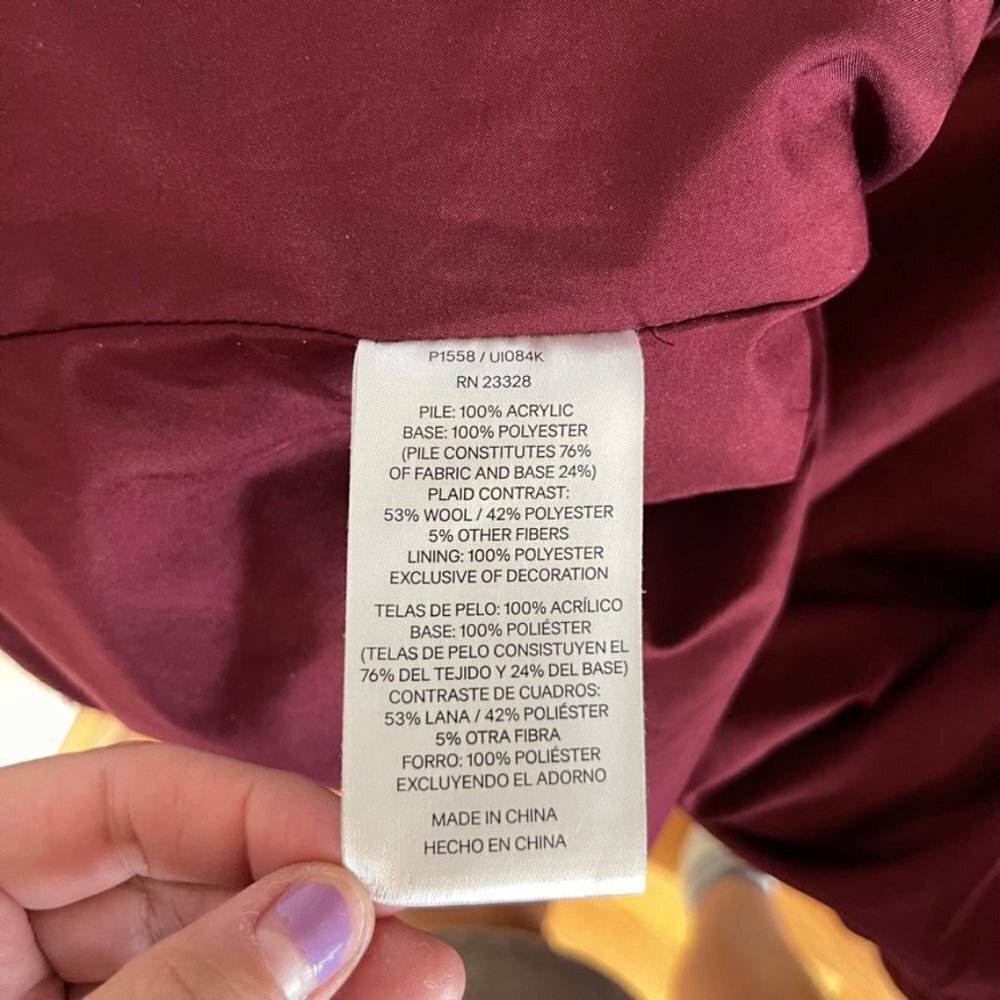 P1558 / U1084K
RN 23328
PILE: 100% ACRYLIC
BASE: 100% POLYESTER
(PILE CONSTITUTES 76%
OF FABRIC AND BASE 24%)
PLAID CONTRAST:
53% WOOL / 42% POLYESTER
5% OTHER FIBERS
LINING: 100% POLYESTER
EXCLUSIVE OF DECORATION
TELAS DE PELO: 100% ACRÍLICO
BASE: 100% POLIÉSTER
(TELAS DE PELO CONSISTUYEN EL
76% DEL TEJIDO Y 24% DEL BASE)
CONTRASTE DE CUADROS:
53% LANA / 42% POLIÉSTER
5% OTRA FIBRA
FORRO: 100% POLIÉSTER
EXCLUYENDO EL ADORNO
MADE IN CHINA
HECHO EN CHINA